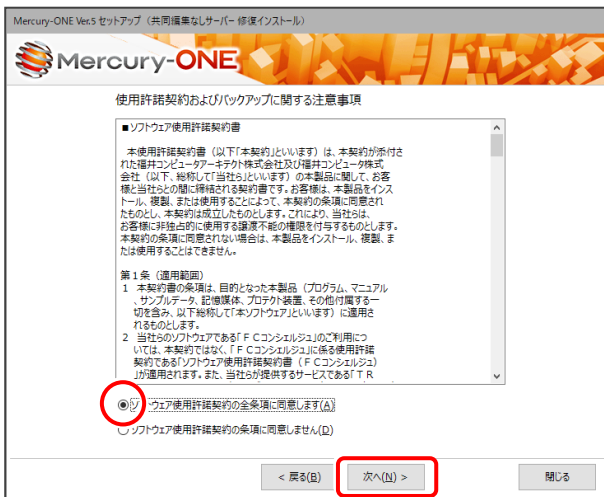 Mercury-ONE Ver.5 セットアップ（共同編集なしサーバー 修復インストール）
Mercury-ONE
使用許諾契約およびバックアップに関する注意事項
■ソフトウェア使用許諾契約書
本使用許諾契約書（以下「本契約」といいます）は、本契約が添付さ
れた福井コンピュータアーキテクト株式会社及び福井コンピュータ株式
会社（以下、総称して「当社ら」といいます）の本製品に関して、お客
様と当社らとの間に締結される契約書です。お客様は、本製品をインス
トール、複製、または使用することによって、本契約の条項に同意され
たものとし、本契約は成立したものとします。これにより、当社らは、
お客様に非独占的に使用する譲渡不能の権限を付与するものとします。
本契約の条項に同意されない場合は、本製品をインストール、複製、ま
たは使用することはできません。
第１条（適用範囲）
1 本契約書の条項は、目的となった本製品（プログラム、マニュアル
、サンプルデータ、記憶媒体、プロテクト装置、その他付属する一
切を含み、以下総称して「本ソフトウェア」といいます）に適用さ
れるものとします。
2 当社らのソフトウェアである「ＦＣコンシェルジュ」のご利用につ
いては、本契約ではなく、「ＦＣコンシェルジュ」に係る使用許諾
契約である「ソフトウェア使用許諾契約書（ＦＣコンシェルジュ）
」が適用されます。また、当社らが提供するサービスである「ＴＲ
ソフトウェア使用許諾契約の全条項に同意します(A)
ソフトウェア使用許諾契約の条項に同意しません(D)
< 戻る(B)
次へ(N) >
閉じる